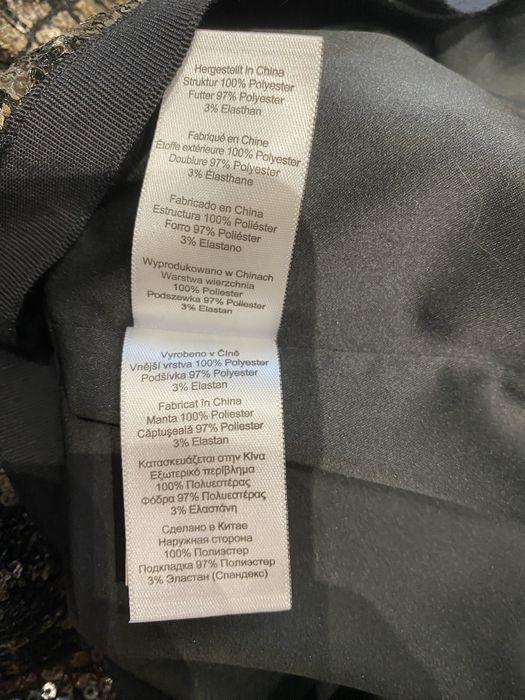 Hergestellt in China
Struktur 100% Polyester
Futter 97% Polyester
3% Elasthan
Fabriqué en Chine
Étoffe extérieure 100% Polyester
Doublure 97% Polyester
3% Élasthane
Fabricado en China
Estructura 100% Poliéster
Forro 97% Poliéster
3% Elastano
Wyprodukowano w Chinach
Warstwa wierzchnia
100% Poliester
Podszewka 97% Poliester
3% Elastan
Vyrobeno v Číně
Vnější vrstva 100% Polyester
Podšívka 97% Polyester
3% Elastan
Fabricat în China
Manta 100% Poliester
Căptuşeală 97% Poliester
3% Elastan
Κατασκευάζεται στην Κίνα
Εξωτερικό περίβλημα
100% Πολυεστέρας
Φόδρα 97% Πολυεστέρας
3% Ελαστάνη
Сделано в Китае
Наружная сторона
100% Полиэстер
Подкладка 97% Полиэстер
3% Эластан (Спандекс)